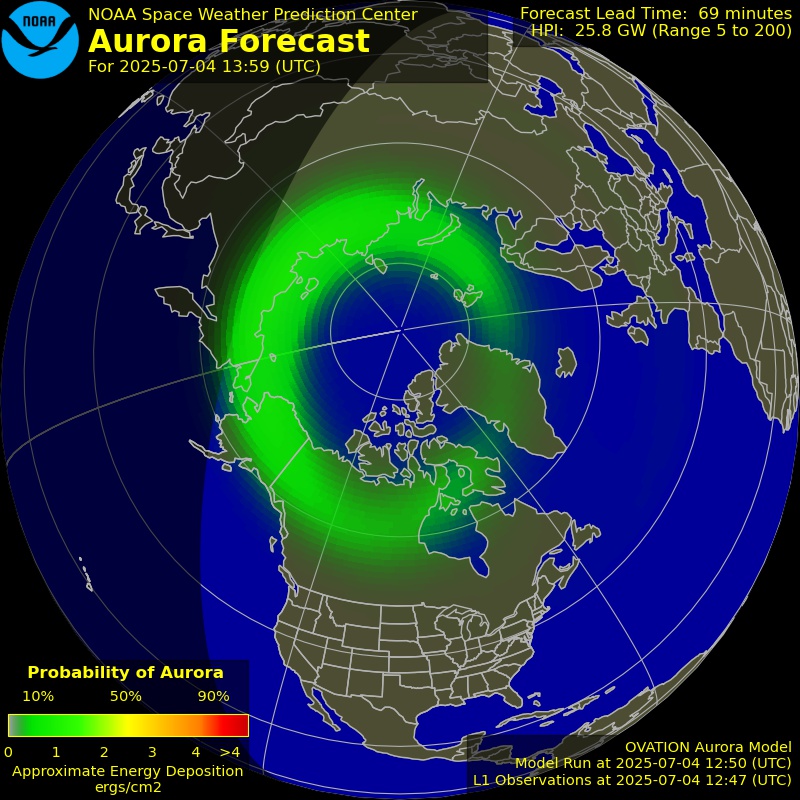 NOAA
NOAA Space Weather Prediction Center
Aurora Forecast
For 2025-07-04 13:59 (UTC)
Forecast Lead Time: 69 minutes
HPI: 25.8 GW (Range 5 to 200)
Probability of Aurora
10% 50% 90%
0 1 2 3 4 >4
Approximate Energy Deposition
ergs/cm2
OVATION Aurora Model
Model Run at 2025-07-04 12:50 (UTC)
L1 Observations at 2025-07-04 12:47 (UTC)